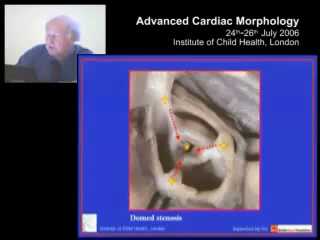 Advanced Cardiac Morphology
24th-26th July 2006
Institute of Child Health, London
Domed stenosis
Institute of Child Health, London
Supported by the